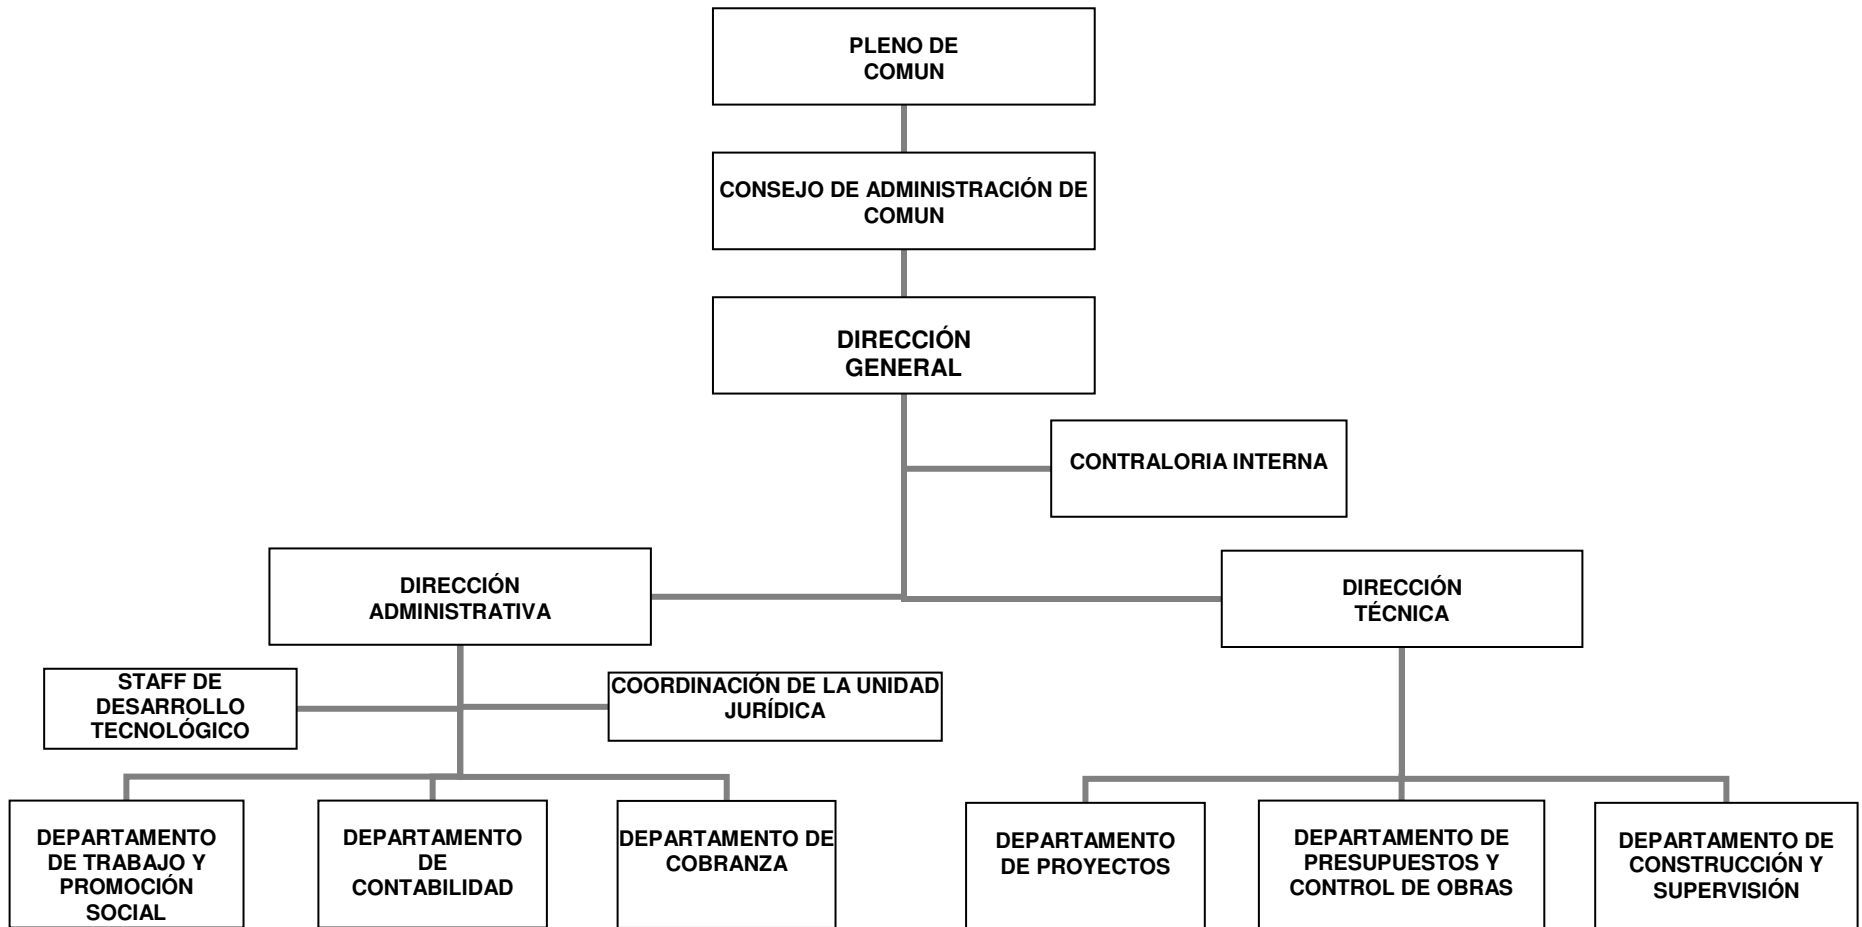 PLENO DE
COMUN
CONSEJO DE ADMINISTRACIÓN DE
COMUN
DIRECCIÓN
GENERAL
CONTRALORIA INTERNA
DIRECCIÓN
ADMINISTRATIVA
DIRECCIÓN
TÉCNICA
STAFF DE
DESARROLLO
TECNOLÓGICO
COORDINACIÓN DE LA UNIDAD
JURÍDICA
DEPARTAMENTO
DE TRABAJO Y
PROMOCIÓN
SOCIAL
DEPARTAMENTO
DE
CONTABILIDAD
DEPARTAMENTO DE
COBRANZA
DEPARTAMENTO
DE PROYECTOS
DEPARTAMENTO DE
PRESUPUESTOS Y
CONTROL DE OBRAS
DEPARTAMENTO DE
CONSTRUCCIÓN Y
SUPERVISIÓN